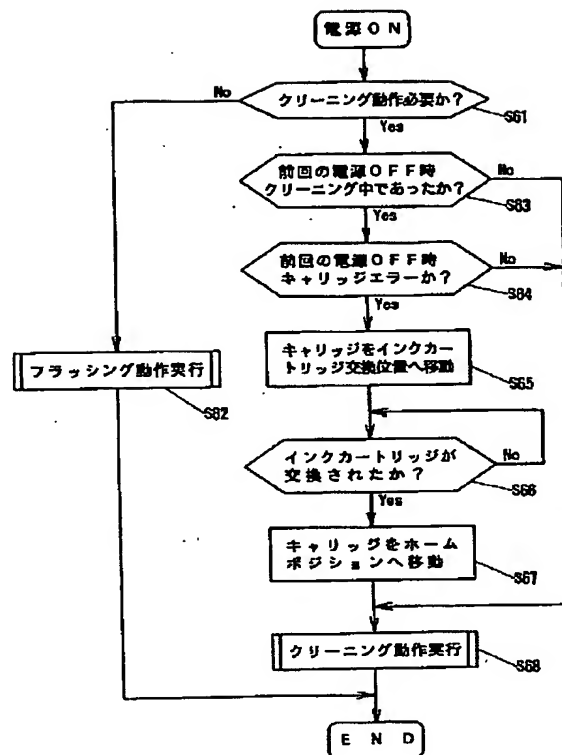 電源ON
No
クリーニング動作必要か？
S61
Yes
前回の電源OFF時
クリーニング中であったか？
No
S63
Yes
前回の電源OFF時
キャリッジエラーか？
No
S64
Yes
キャリッジをインクカー
トリッジ交換位置へ移動
S65
フラッシング動作実行
S62
インクカートリッジが
交換されたか？
No
S66
Yes
キャリッジをホーム
ポジションへ移動
S67
クリーニング動作実行
S68
END